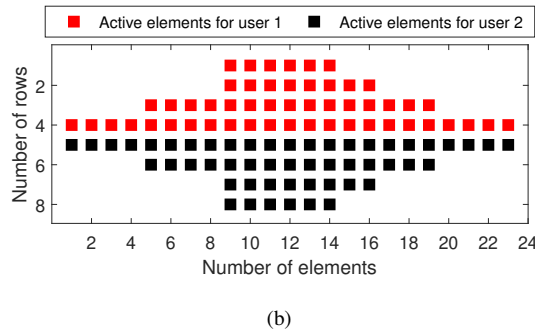 Active elements for user 1 Active elements for user 2
Number of rows
2
4
6
8
2 4 6 8 10 12 14 16 18 20 22 24
Number of elements
(b)